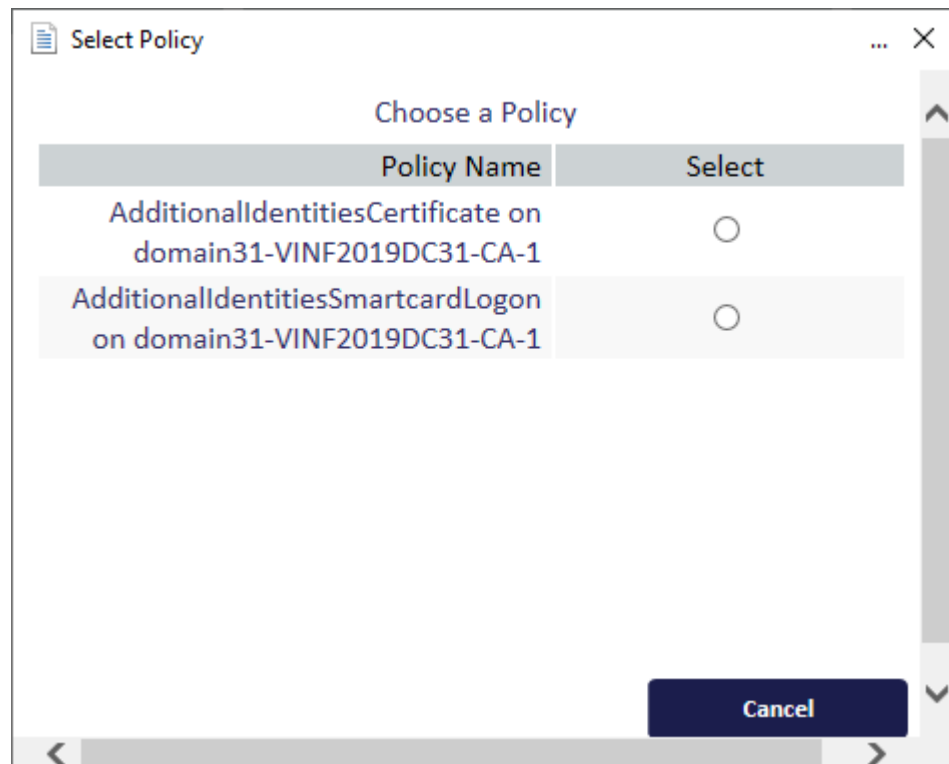 Select Policy ...
Choose a Policy
Policy Name Select
AdditionalIdentitiesCertificate on
domain31-VINF2019DC31-CA-1
AdditionalIdentitiesSmartcardLogon
on domain31-VINF2019DC31-CA-1
Cancel